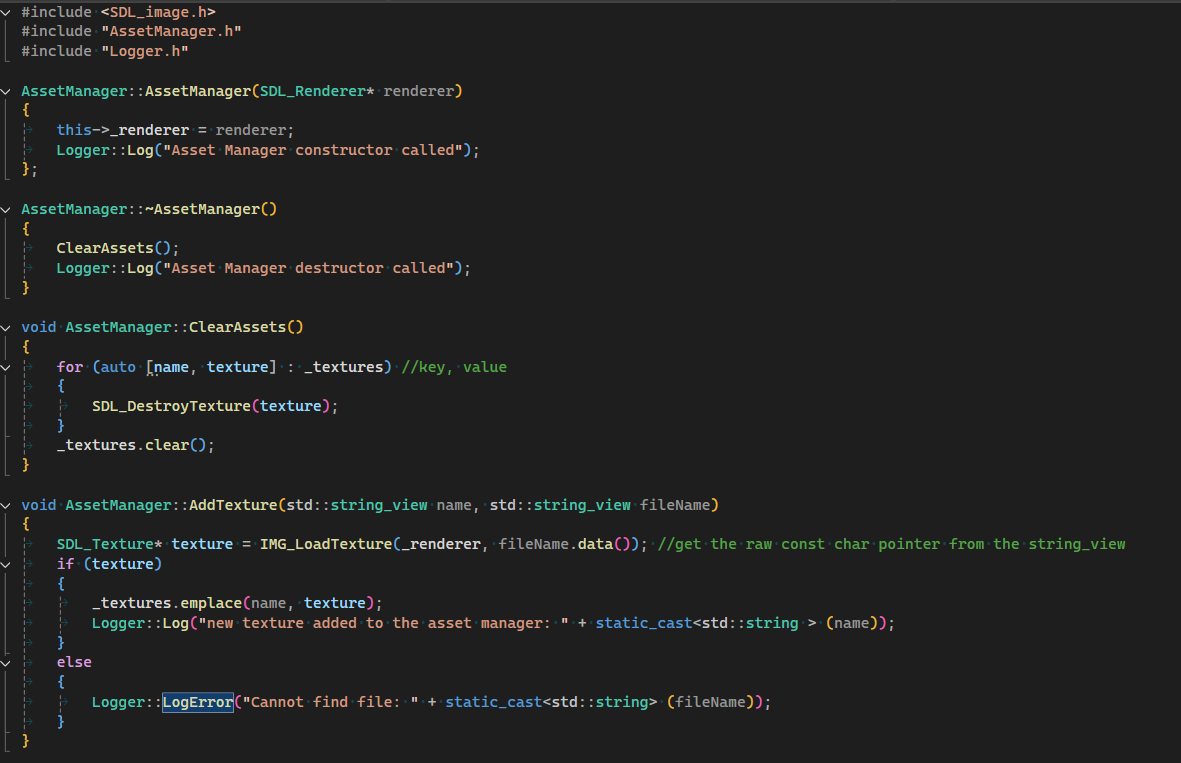 #include <SDL_image.h>
#include "AssetManager.h"
#include "Logger.h"

AssetManager::AssetManager(SDL_Renderer* renderer)
{
    this->_renderer = renderer;
    Logger::Log("Asset Manager constructor called");
};

AssetManager::~AssetManager()
{
    ClearAssets();
    Logger::Log("Asset Manager destructor called");
}

void AssetManager::ClearAssets()
{
    for (auto [name, texture] : _textures) //key, value
    {
        SDL_DestroyTexture(texture);
    }
    _textures.clear();
}

void AssetManager::AddTexture(std::string_view name, std::string_view fileName)
{
    SDL_Texture* texture = IMG_LoadTexture(_renderer, fileName.data()); //get the raw const char pointer from the string_view
    if (texture)
    {
        _textures.emplace(name, texture);
        Logger::Log("new texture added to the asset manager: " + static_cast<std::string > (name));
    }
    else
    {
        Logger::LogError("Cannot find file: " + static_cast<std::string> (fileName));
    }
}